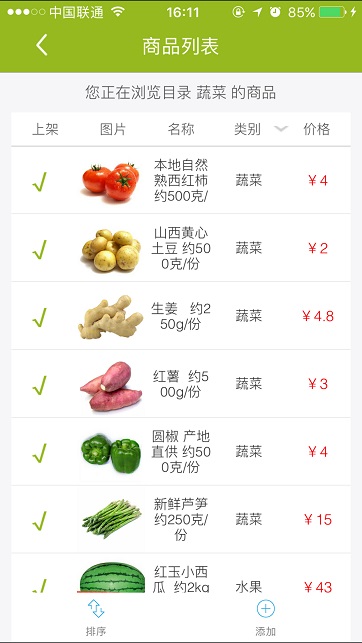 中国联通 16:11 85%
商品列表
您正在浏览目录 蔬菜 的商品
上架 图片 名称 类别 价格
本地自然
熟西红柿
约500克/
蔬菜
￥4
山西黄心
土豆 约50
0克/份
蔬菜
￥2
生姜 约2
50g/份
蔬菜
￥4.8
红薯 约5
00g/份
蔬菜
￥3
圆椒 产地
直供 约50
0克/份
蔬菜
￥4
新鲜芦笋
约250克/
份
蔬菜
￥15
红玉小西
瓜 约2kg
水果
￥43
排序 添加